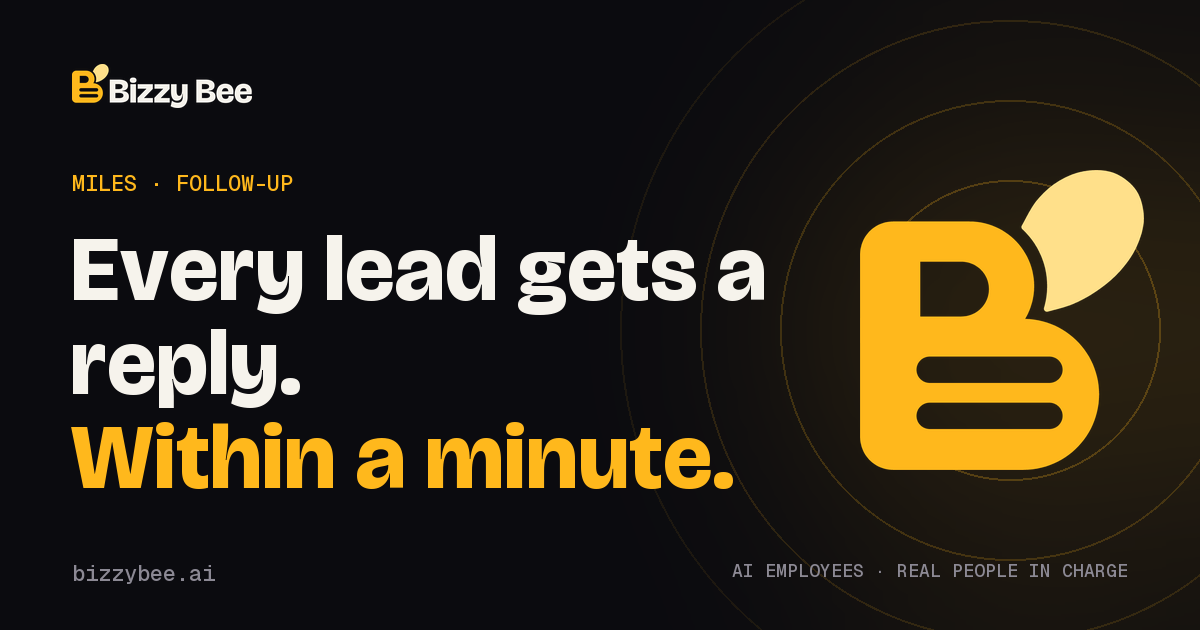 Bizzy Bee
MILES · FOLLOW-UP
Every lead gets a
reply.
Within a minute.
bizzybee.ai
AI EMPLOYEES · REAL PEOPLE IN CHARGE